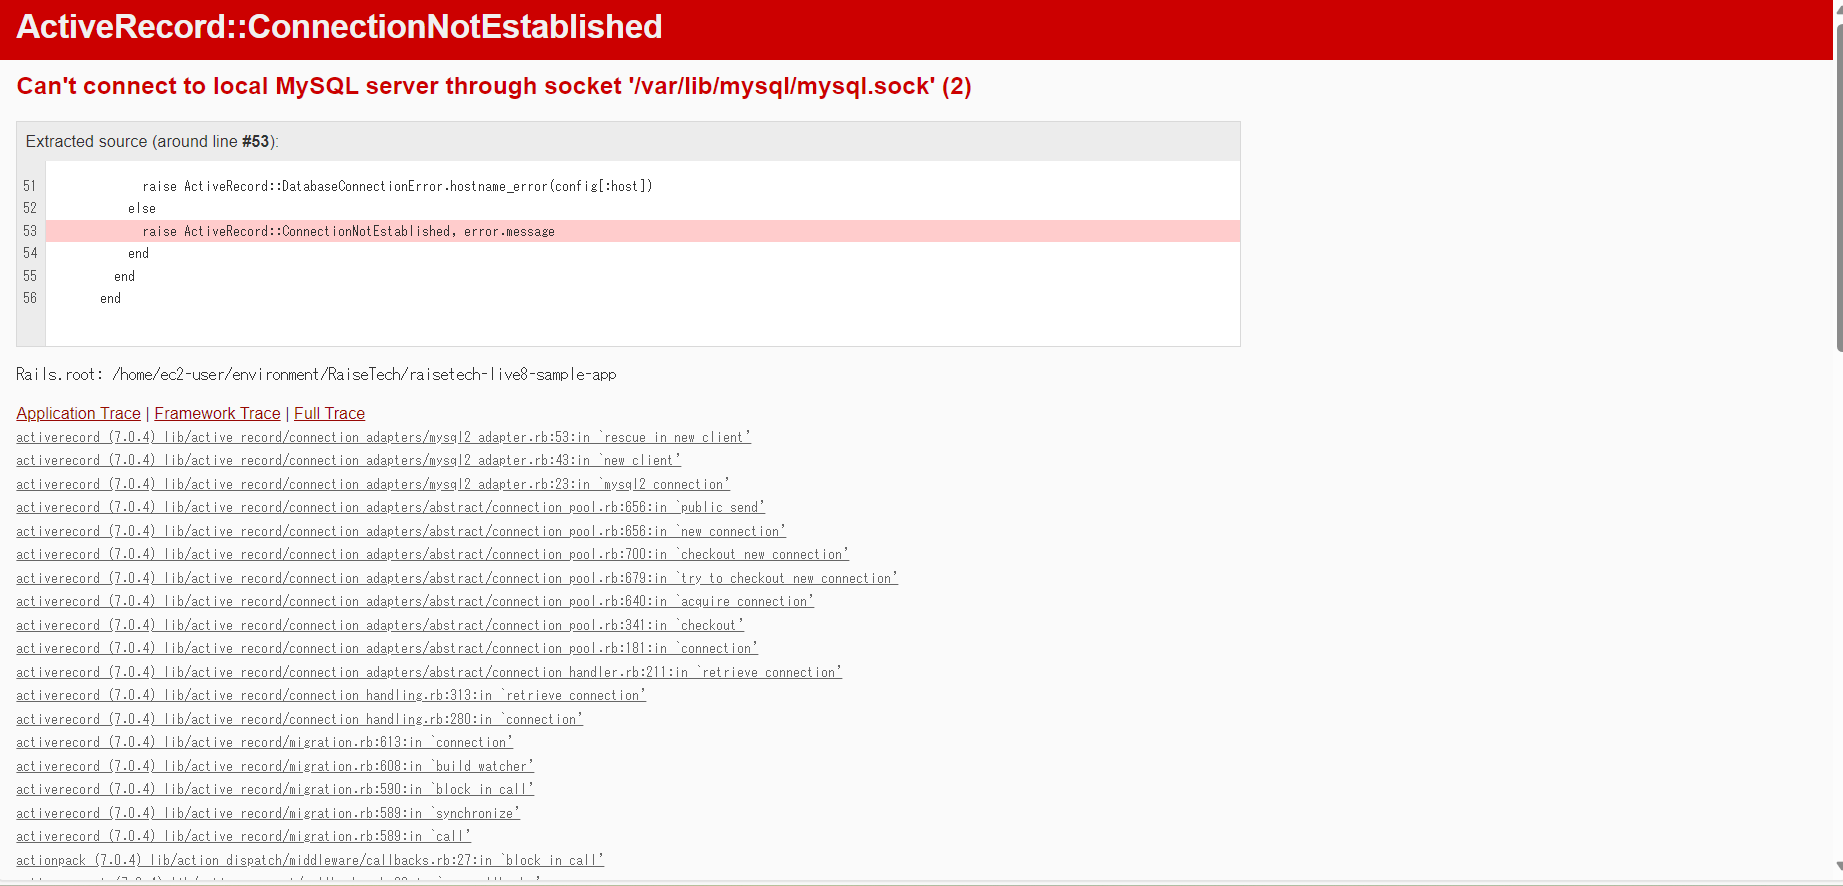 ActiveRecord::ConnectionNotEstablished
Can't connect to local MySQL server through socket '/var/lib/mysql/mysql.sock' (2)
Extracted source (around line #53):
51 raise ActiveRecord::DatabaseConnectionError.hostname_error(config[:host])
52 else
53 raise ActiveRecord::ConnectionNotEstablished, error.message
54 end
55 end
56 end
Rails.root: /home/ec2-user/environment/RaiseTech/raisetech-live8-sample-app
Application Trace | Framework Trace | Full Trace
activerecord (7.0.4) lib/active_record/connection_adapters/mysql2_adapter.rb:53:in `rescue in new_client'
activerecord (7.0.4) lib/active_record/connection_adapters/mysql2_adapter.rb:43:in `new_client'
activerecord (7.0.4) lib/active_record/connection_adapters/mysql2_adapter.rb:23:in `mysql2_connection'
activerecord (7.0.4) lib/active_record/connection_adapters/abstract/connection_pool.rb:656:in `public_send'
activerecord (7.0.4) lib/active_record/connection_adapters/abstract/connection_pool.rb:656:in `new_connection'
activerecord (7.0.4) lib/active_record/connection_adapters/abstract/connection_pool.rb:700:in `checkout_new_connection'
activerecord (7.0.4) lib/active_record/connection_adapters/abstract/connection_pool.rb:679:in `try_to_checkout_new_connection'
activerecord (7.0.4) lib/active_record/connection_adapters/abstract/connection_pool.rb:640:in `acquire_connection'
activerecord (7.0.4) lib/active_record/connection_adapters/abstract/connection_pool.rb:341:in `checkout'
activerecord (7.0.4) lib/active_record/connection_adapters/abstract/connection_pool.rb:181:in `connection'
activerecord (7.0.4) lib/active_record/connection_adapters/abstract/connection_handler.rb:211:in `retrieve_connection'
activerecord (7.0.4) lib/active_record/connection_handling.rb:313:in `retrieve_connection'
activerecord (7.0.4) lib/active_record/connection_handling.rb:280:in `connection'
activerecord (7.0.4) lib/active_record/migration.rb:613:in `connection'
activerecord (7.0.4) lib/active_record/migration.rb:608:in `build_watcher'
activerecord (7.0.4) lib/active_record/migration.rb:590:in `block in call'
activerecord (7.0.4) lib/active_record/migration.rb:589:in `synchronize'
activerecord (7.0.4) lib/active_record/migration.rb:589:in `call'
actionpack (7.0.4) lib/action_dispatch/middleware/callbacks.rb:27:in `block in call'